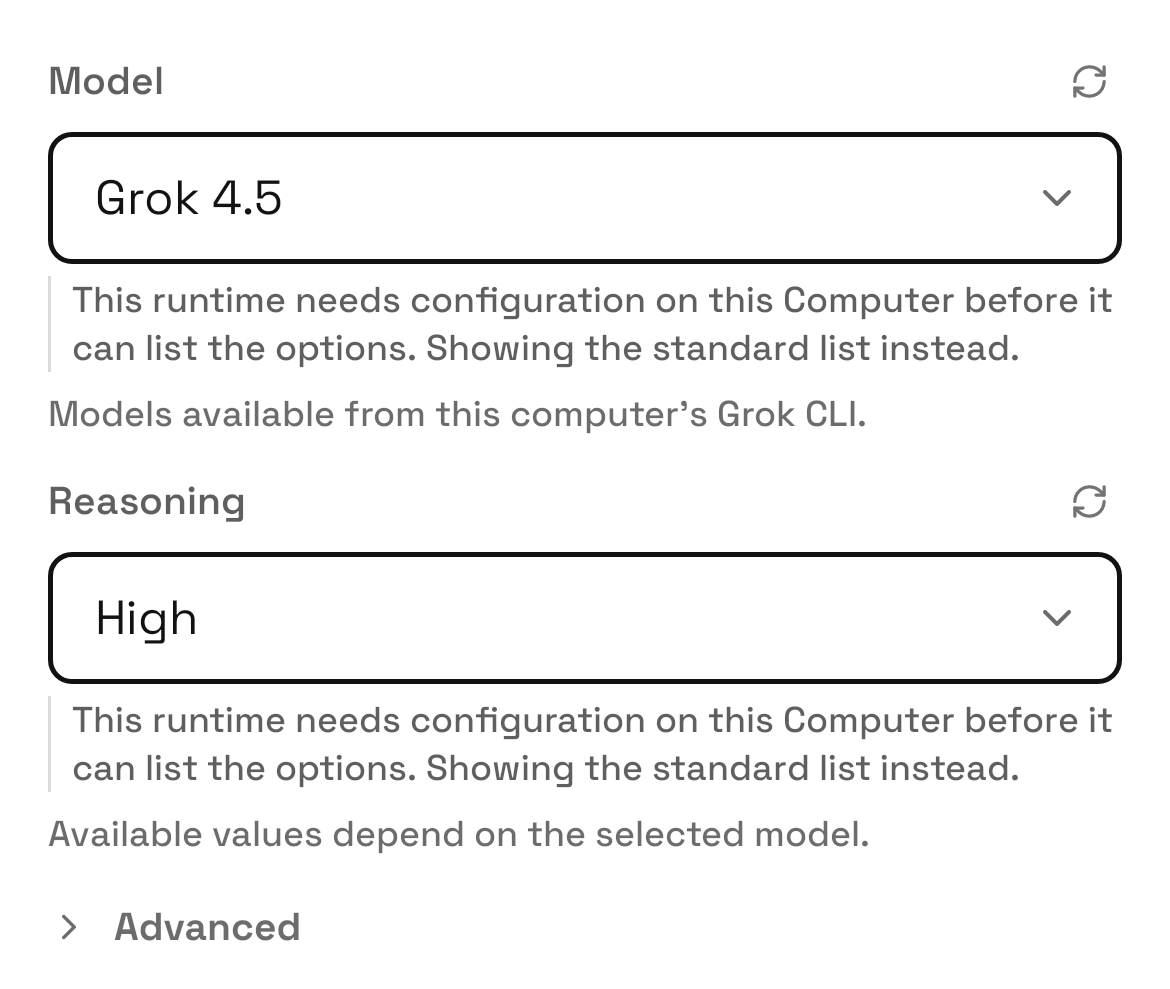 Model
Grok 4.5
This runtime needs configuration on this Computer before it
can list the options. Showing the standard list instead.
Models available from this computer’s Grok CLI.
Reasoning
High
This runtime needs configuration on this Computer before it
can list the options. Showing the standard list instead.
Available values depend on the selected model.
Advanced